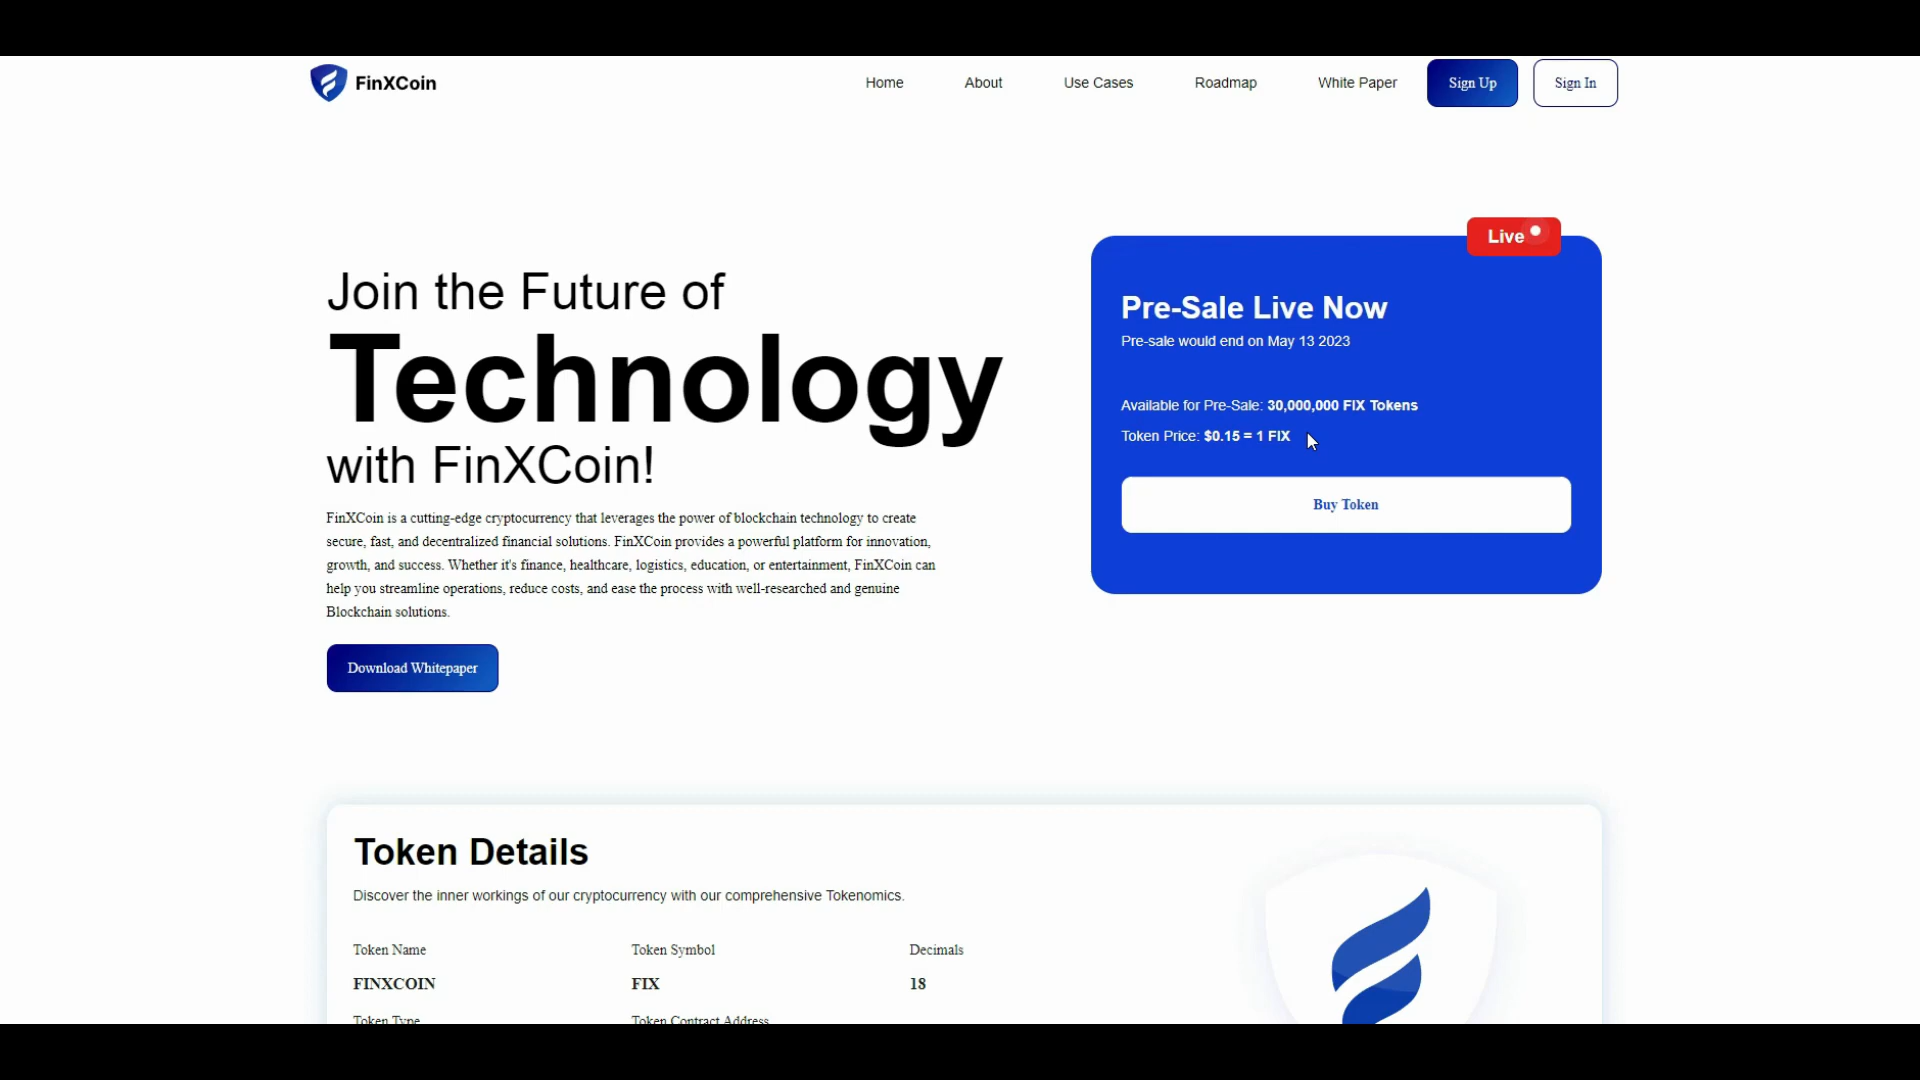 FinXCoin
Home About Use Cases Roadmap White Paper Sign Up Sign In
Join the Future of
Technology
with FinXCoin!
FinXCoin is a cutting-edge cryptocurrency that leverages the power of blockchain technology to create
secure, fast, and decentralized financial solutions. FinXCoin provides a powerful platform for innovation,
growth, and success. Whether it's finance, healthcare, logistics, education, or entertainment, FinXCoin can
help you streamline operations, reduce costs, and ease the process with well-researched and genuine
Blockchain solutions.
Download Whitepaper
Live
Pre-Sale Live Now
Pre-sale would end on May 13 2023
Available for Pre-Sale: 30,000,000 FIX Tokens
Token Price: $0.15 = 1 FIX
Buy Token
Token Details
Discover the inner workings of our cryptocurrency with our comprehensive Tokenomics.
Token Name Token Symbol Decimals
FINXCOIN FIX 18
Token Type Token Contract Address